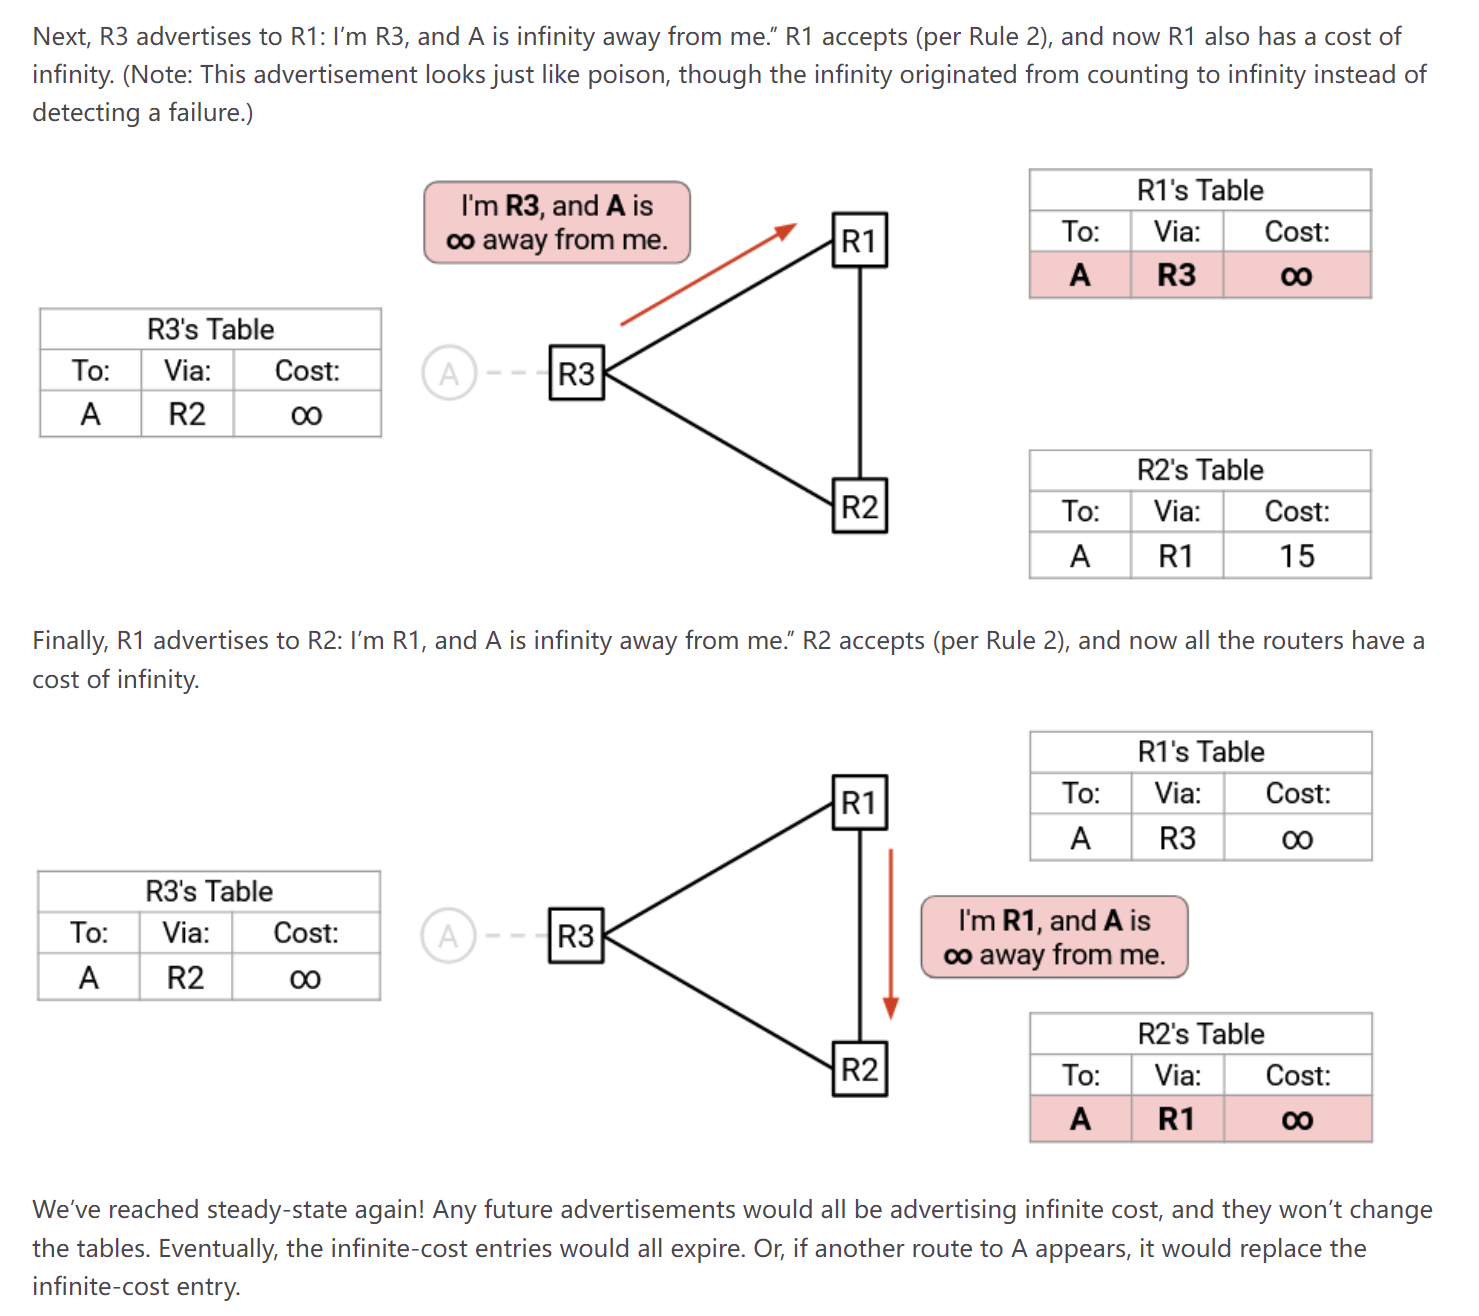 Next, R3 advertises to R1: I’m R3, and A is infinity away from me.” R1 accepts (per Rule 2), and now R1 also has a cost of
infinity. (Note: This advertisement looks just like poison, though the infinity originated from counting to infinity instead of
detecting a failure.)
I'm R3, and A is
∞ away from me.
R1
R1's Table
To: Via: Cost:
A R3 ∞
R3's Table
To: Via: Cost:
A R2 ∞
A
R3
R2
R2's Table
To: Via: Cost:
A R1 15
Finally, R1 advertises to R2: I’m R1, and A is infinity away from me.” R2 accepts (per Rule 2), and now all the routers have a
cost of infinity.
R1
R1's Table
To: Via: Cost:
A R3 ∞
R3's Table
To: Via: Cost:
A R2 ∞
A
R3
I'm R1, and A is
∞ away from me.
R2
R2's Table
To: Via: Cost:
A R1 ∞
We’ve reached steady-state again! Any future advertisements would all be advertising infinite cost, and they won’t change
the tables. Eventually, the infinite-cost entries would all expire. Or, if another route to A appears, it would replace the
infinite-cost entry.